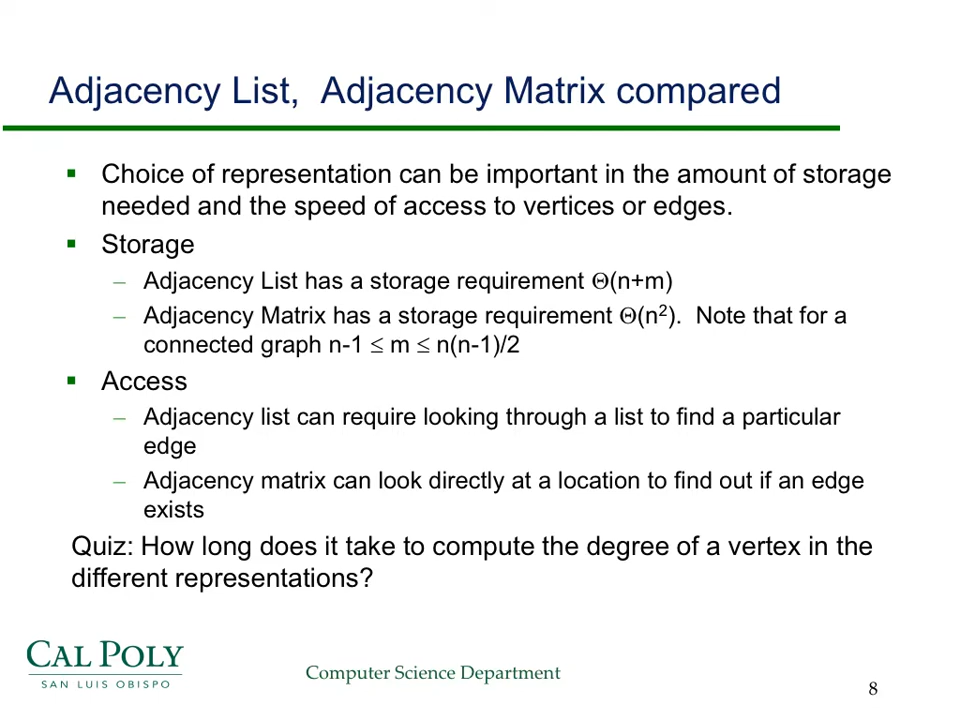 Adjacency List,  Adjacency Matrix compared
▪ Choice of representation can be important in the amount of storage
needed and the speed of access to vertices or edges.
▪ Storage
– Adjacency List has a storage requirement Θ(n+m)
– Adjacency Matrix has a storage requirement Θ(n²).  Note that for a
connected graph n-1 ≤ m ≤ n(n-1)/2
▪ Access
– Adjacency list can require looking through a list to find a particular
edge
– Adjacency matrix can look directly at a location to find out if an edge
exists
Quiz: How long does it take to compute the degree of a vertex in the
different representations?
CAL POLY
SAN LUIS OBISPO
Computer Science Department
8